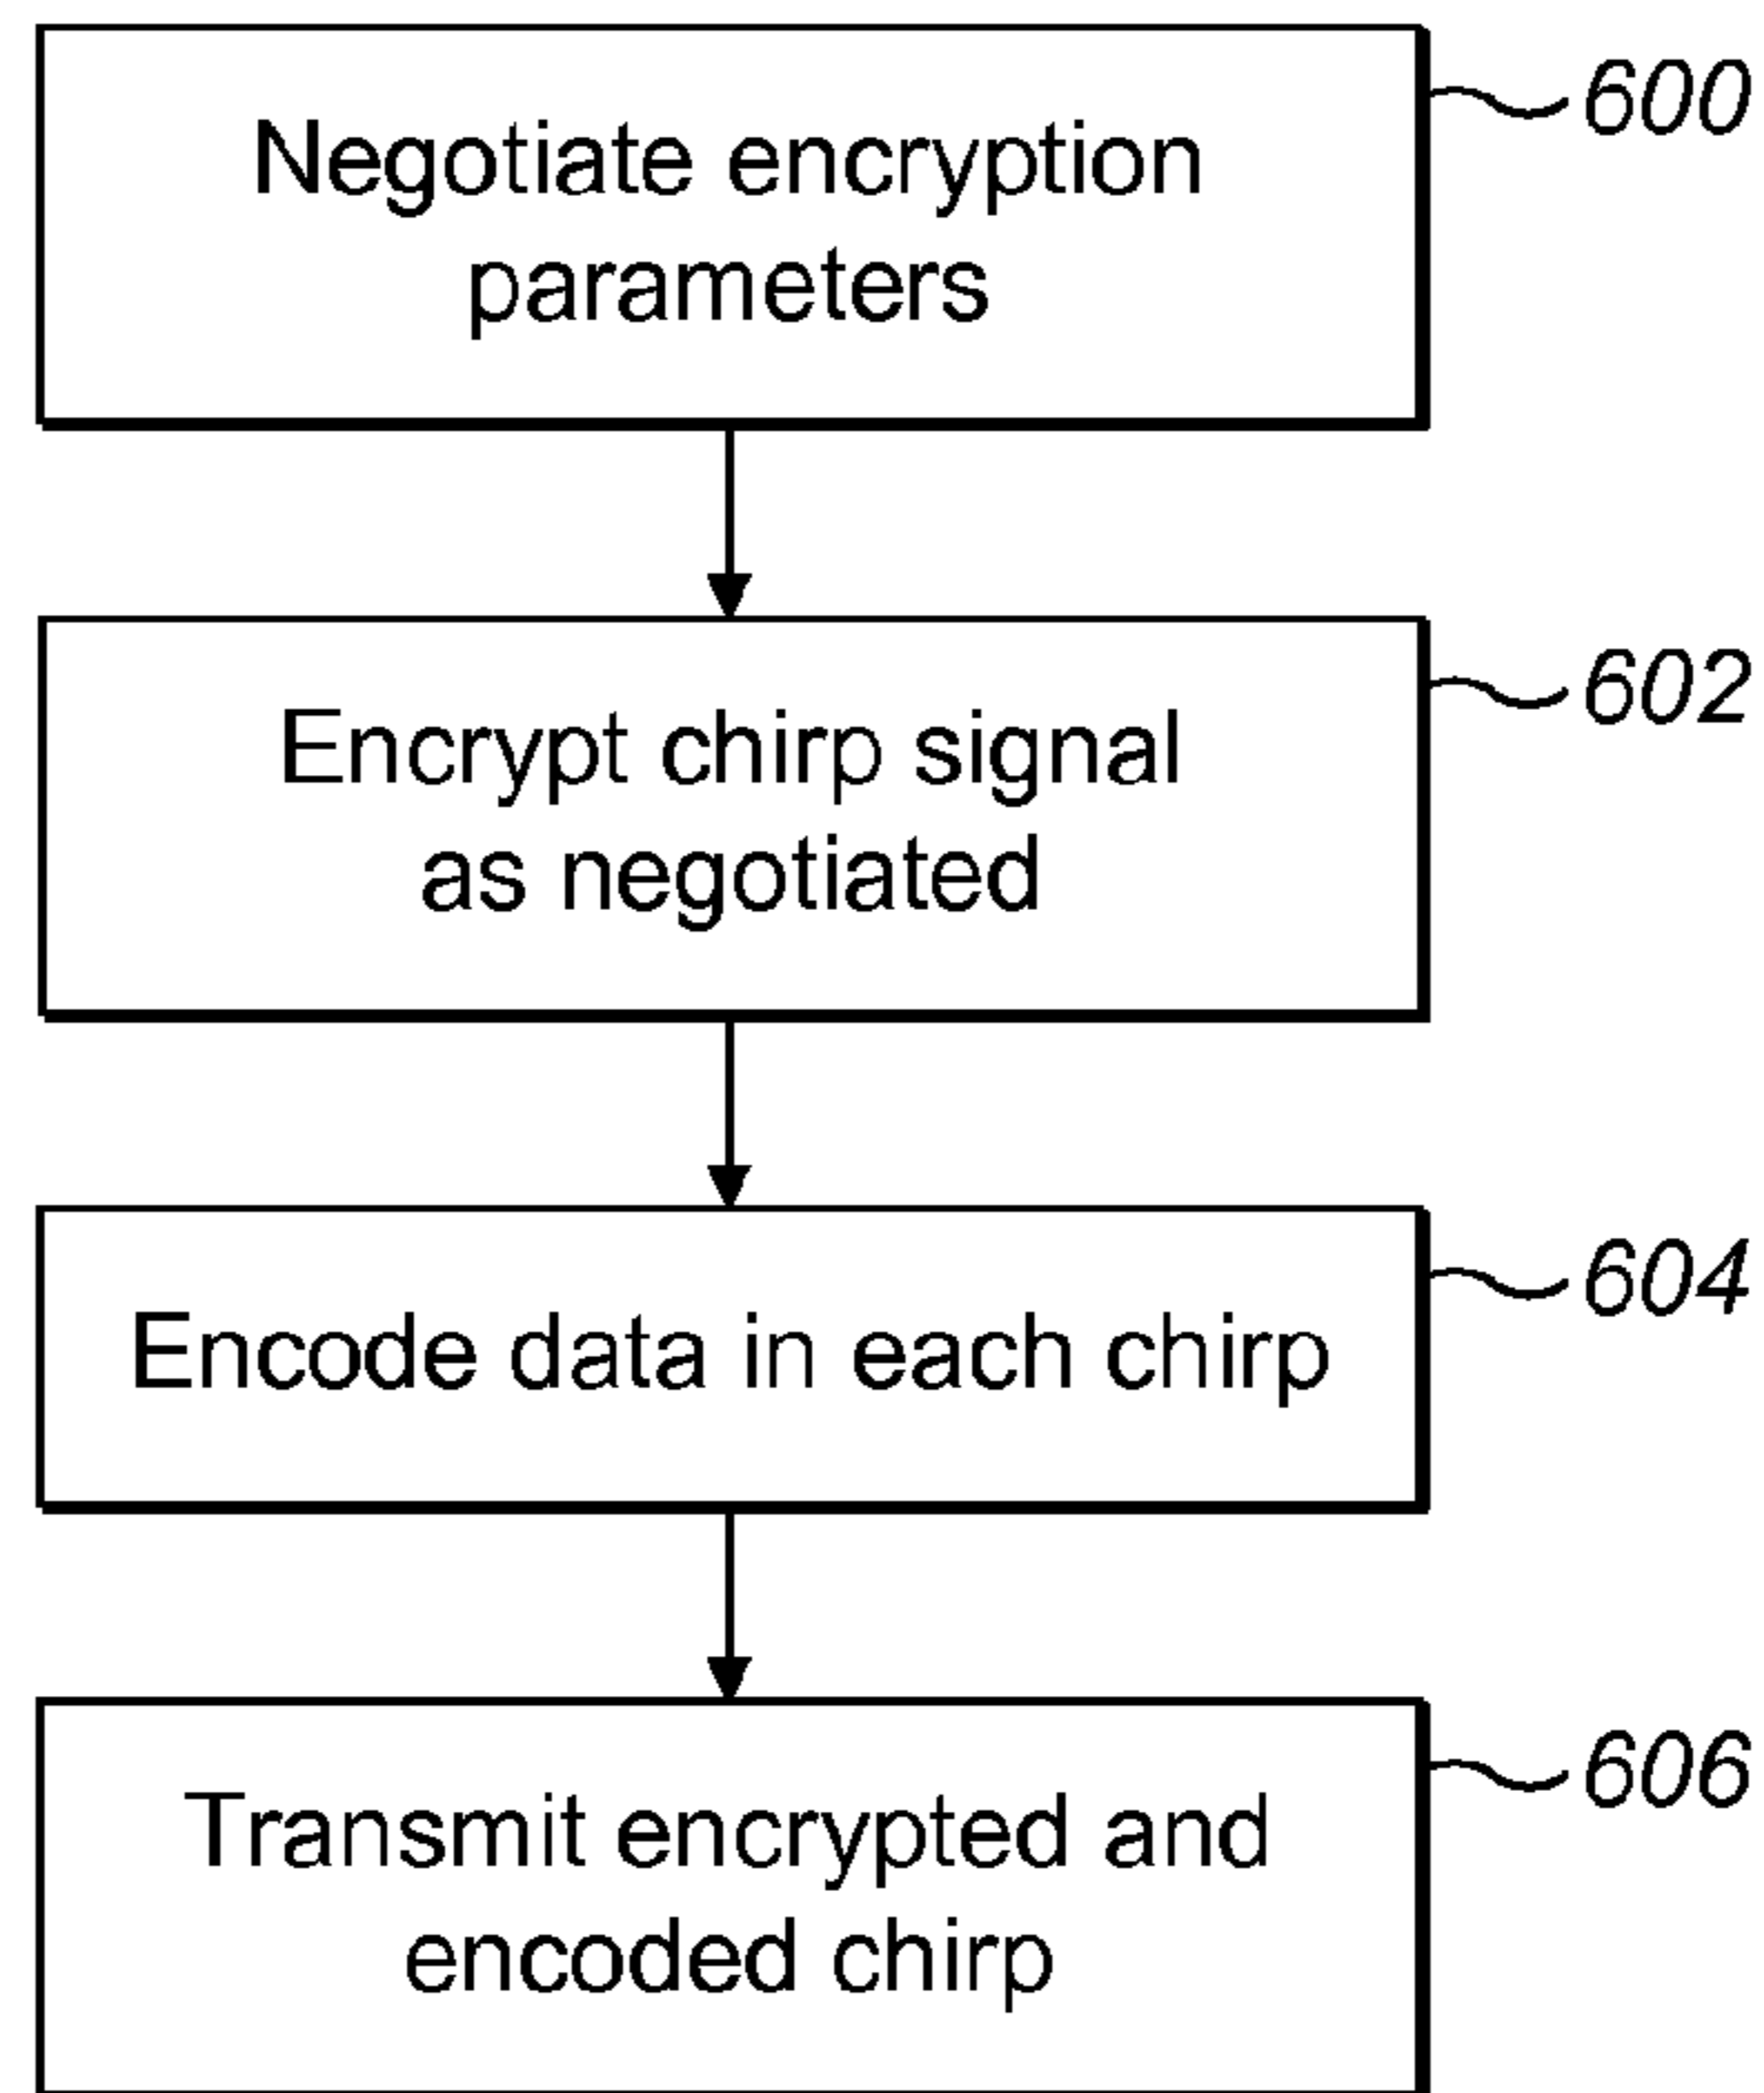 Negotiate encryption
parameters
600
Encrypt chirp signal
as negotiated
602
Encode data in each chirp
604
Transmit encrypted and
encoded chirp
606